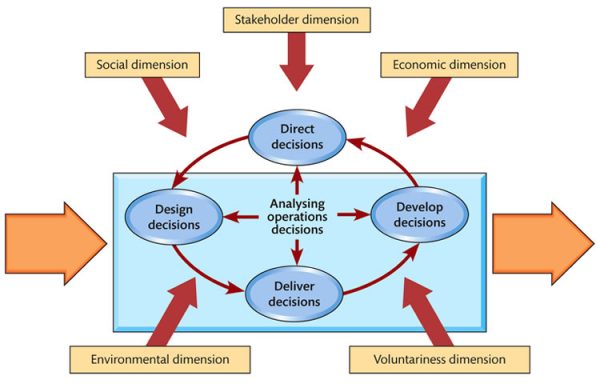 Stakeholder dimension
Social dimension
Economic dimension
Direct
decisions
Design
decisions
Analysing
operations
decisions
Develop
decisions
Deliver
decisions
Environmental dimension
Voluntariness dimension